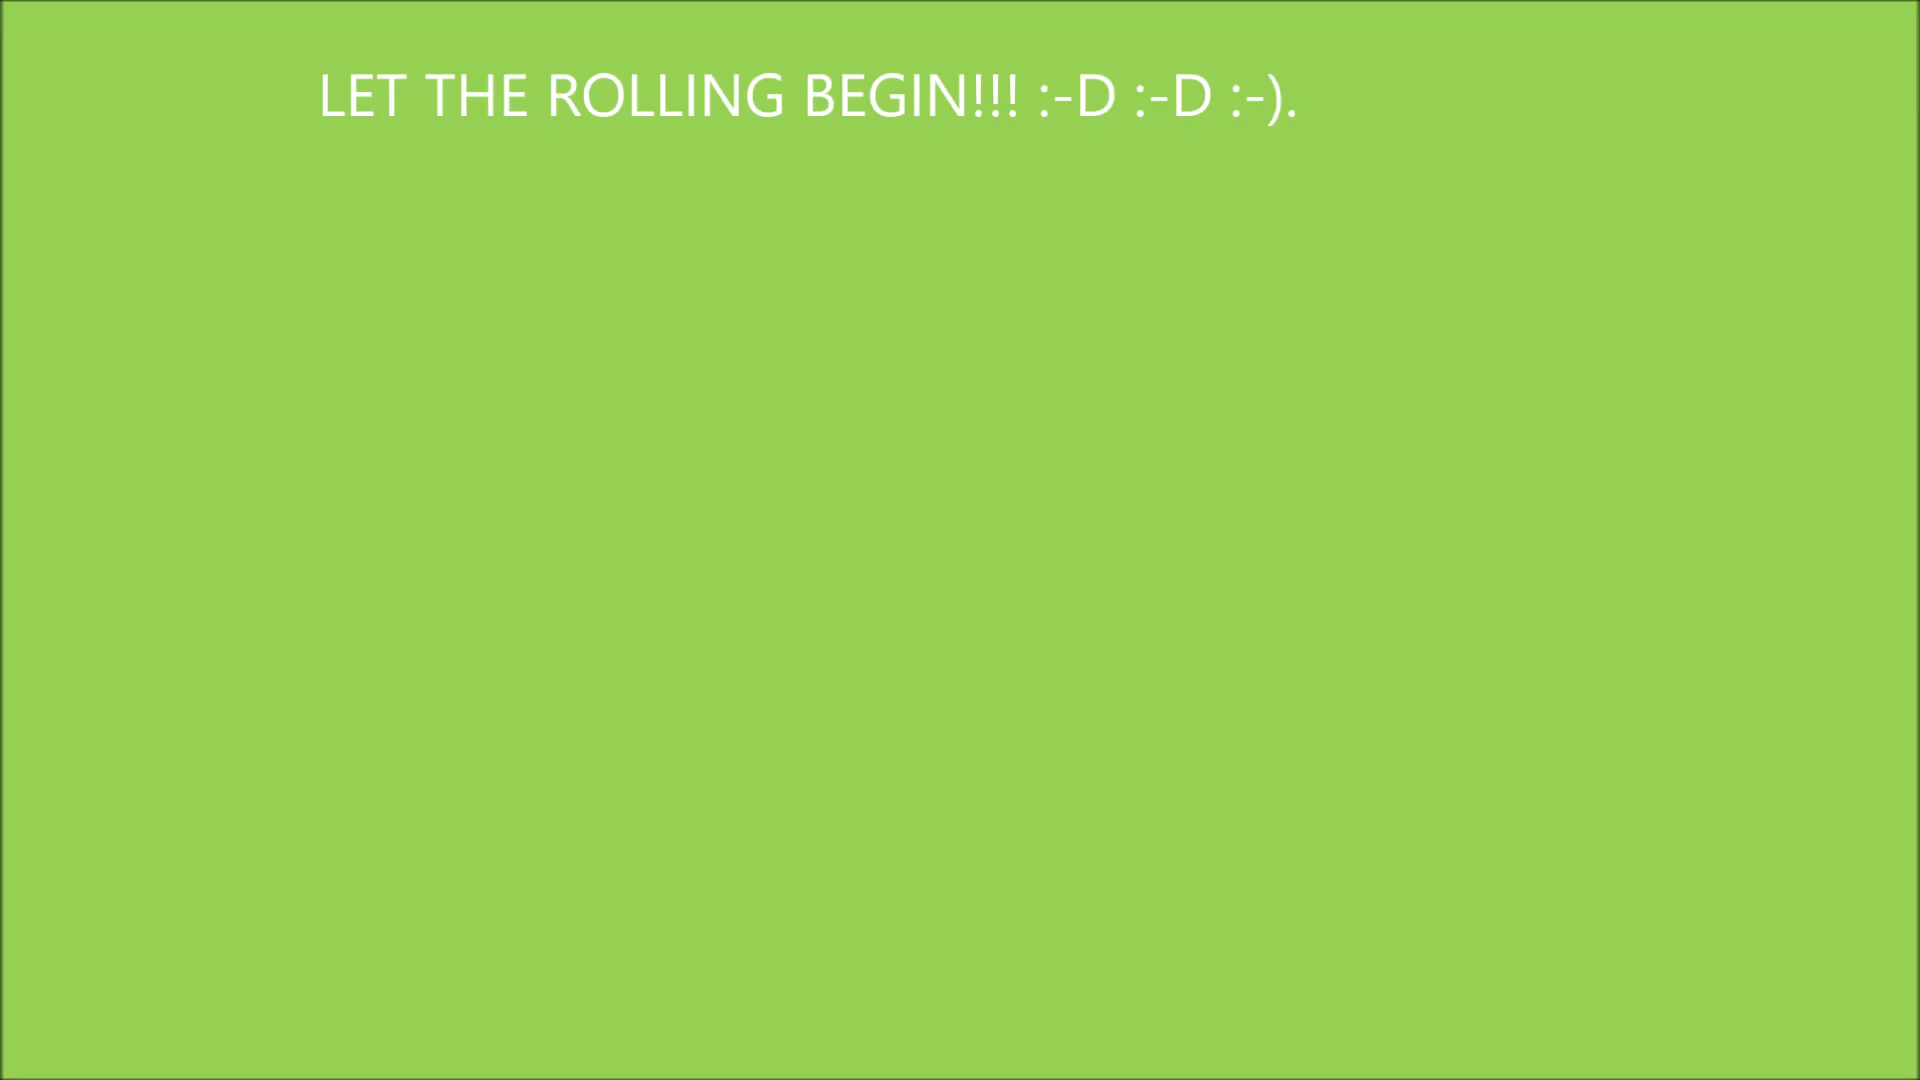 LET THE ROLLING BEGIN!!! :-D :-D :-).